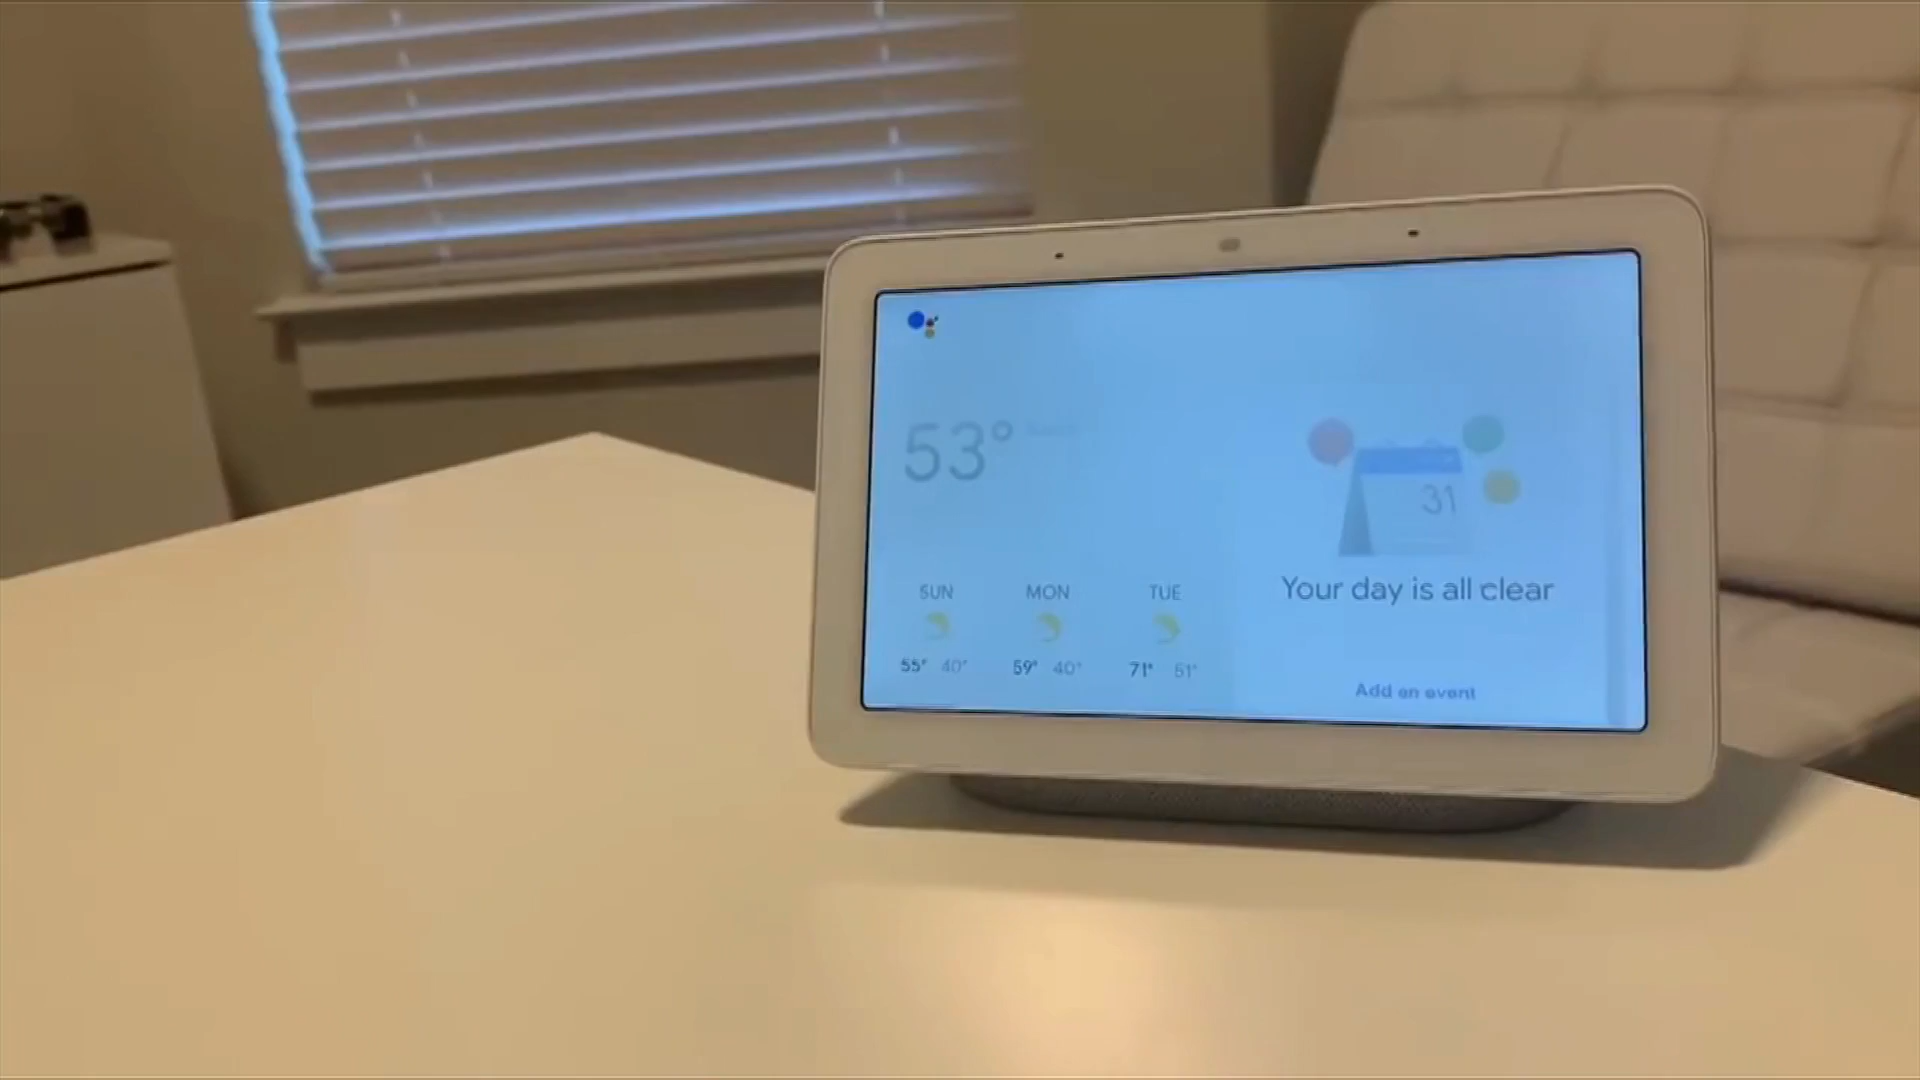 53°
SUN MON TUE
55° 40° 59° 40° 71° 51°
31
Your day is all clear
Add an event